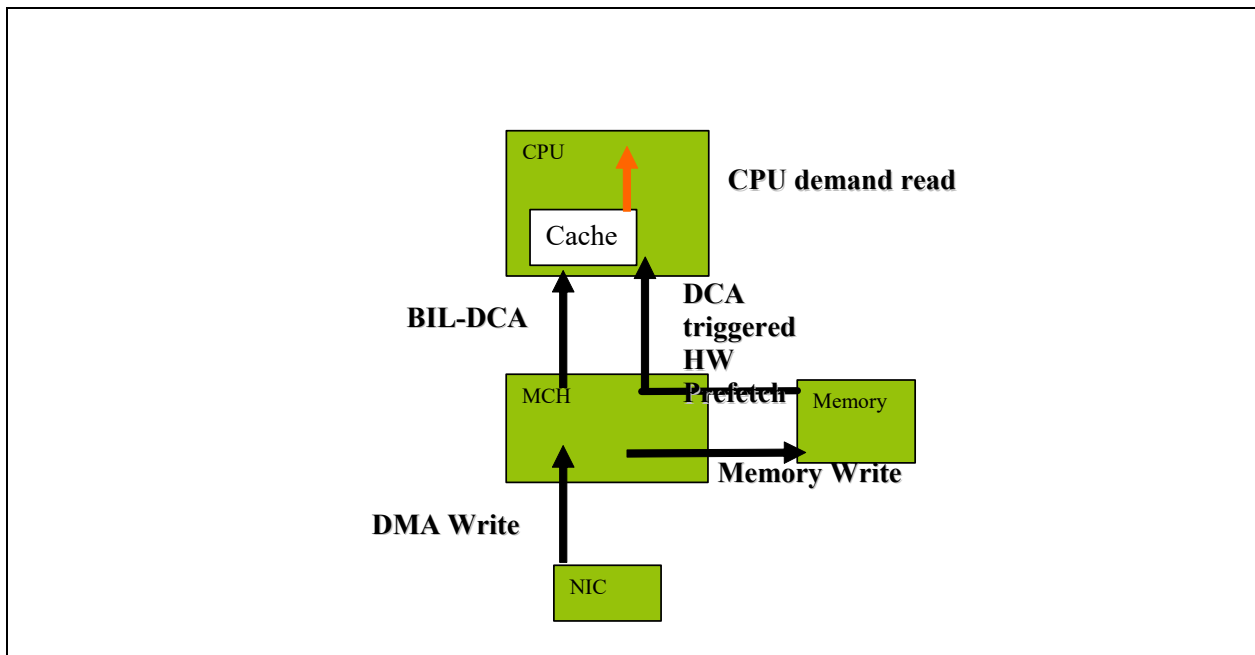 CPU
CPU demand read
Cache
BIL-DCA
DCA
triggered
HW
Prefetch
MCH
Memory
Memory Write
DMA Write
NIC